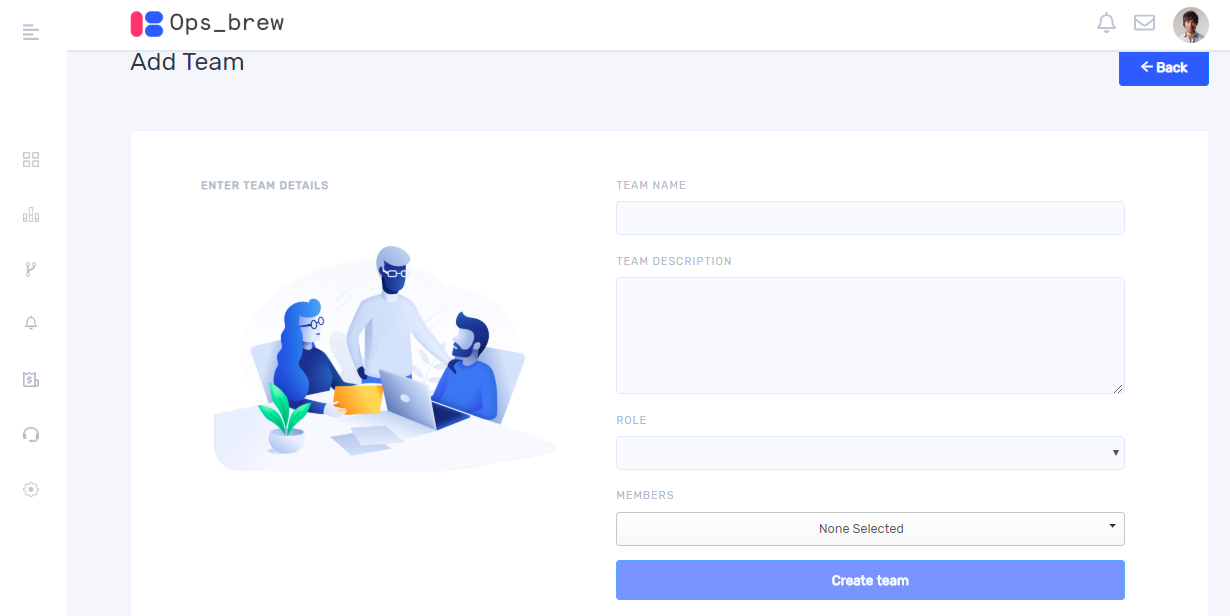 Ops_brew
Add Team
Back
ENTER TEAM DETAILS
TEAM NAME
TEAM DESCRIPTION
ROLE
MEMBERS
None Selected
Create team